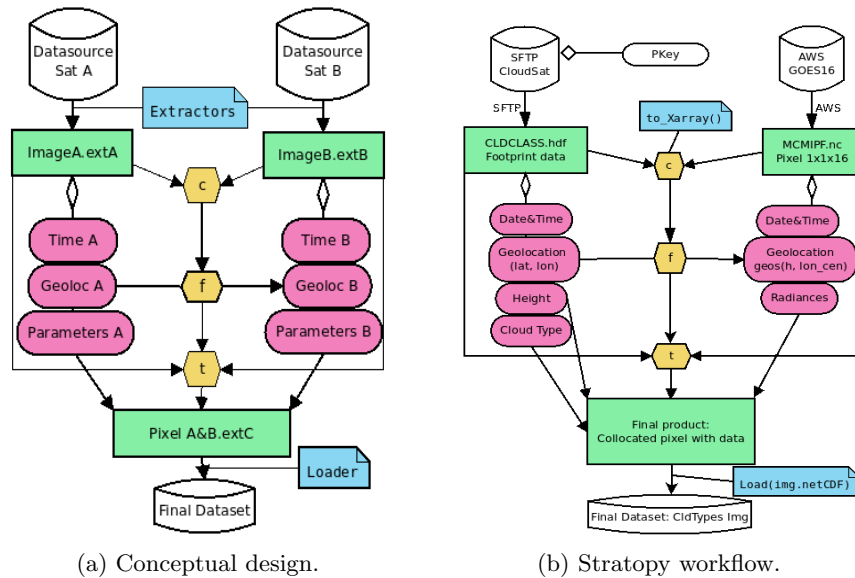 Datasource
Sat A
Datasource
Sat B
Extractors
ImageA.extA
ImageB.extB
c
Time A
Time B
Geoloc A
f
Geoloc B
Parameters A
Parameters B
t
Pixel A&B.extC
Loader
Final Dataset
(a) Conceptual design.
SFTP
CloudSat
PKey
AWS
GOES16
SFTP
AWS
to_Xarray()
CLDCLASS.hdf
Footprint data
MCMIPF.nc
Pixel 1x1x16
c
Date&Time
Date&Time
Geolocation
(lat, lon)
f
Geolocation
geos(h, lon_cen)
Height
Radiances
Cloud Type
t
Final product:
Collocated pixel with data
Load(img.netCDF)
Final Dataset: CldTypes Img
(b) Stratopy workflow.